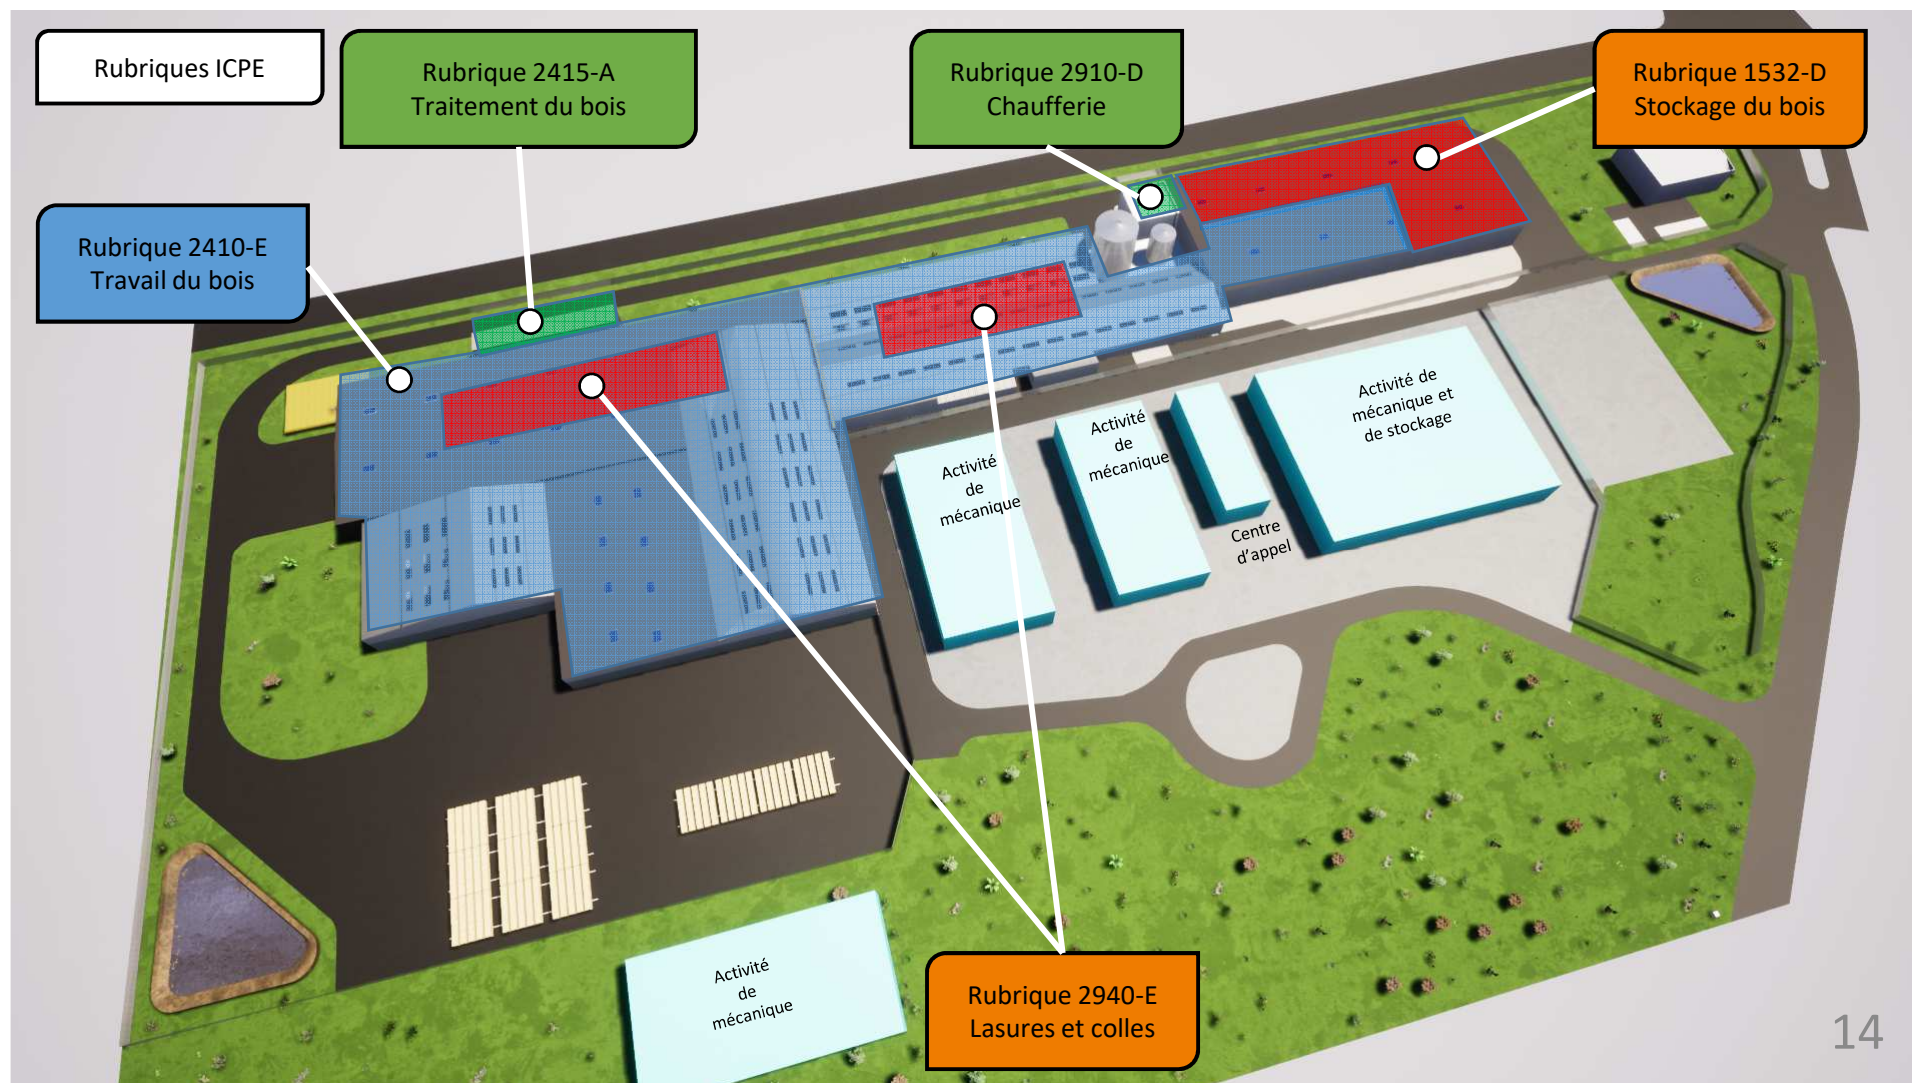 Rubriques ICPE
Rubrique 2415-A
Traitement du bois
Rubrique 2910-D
Chaufferie
Rubrique 1532-D
Stockage du bois
Rubrique 2410-E
Travail du bois
Activité
de
mécanique
Activité
de
mécanique
Centre
d'appel
Activité de
mécanique et
de stockage
Activité
de
mécanique
Rubrique 2940-E
Lasures et colles
14